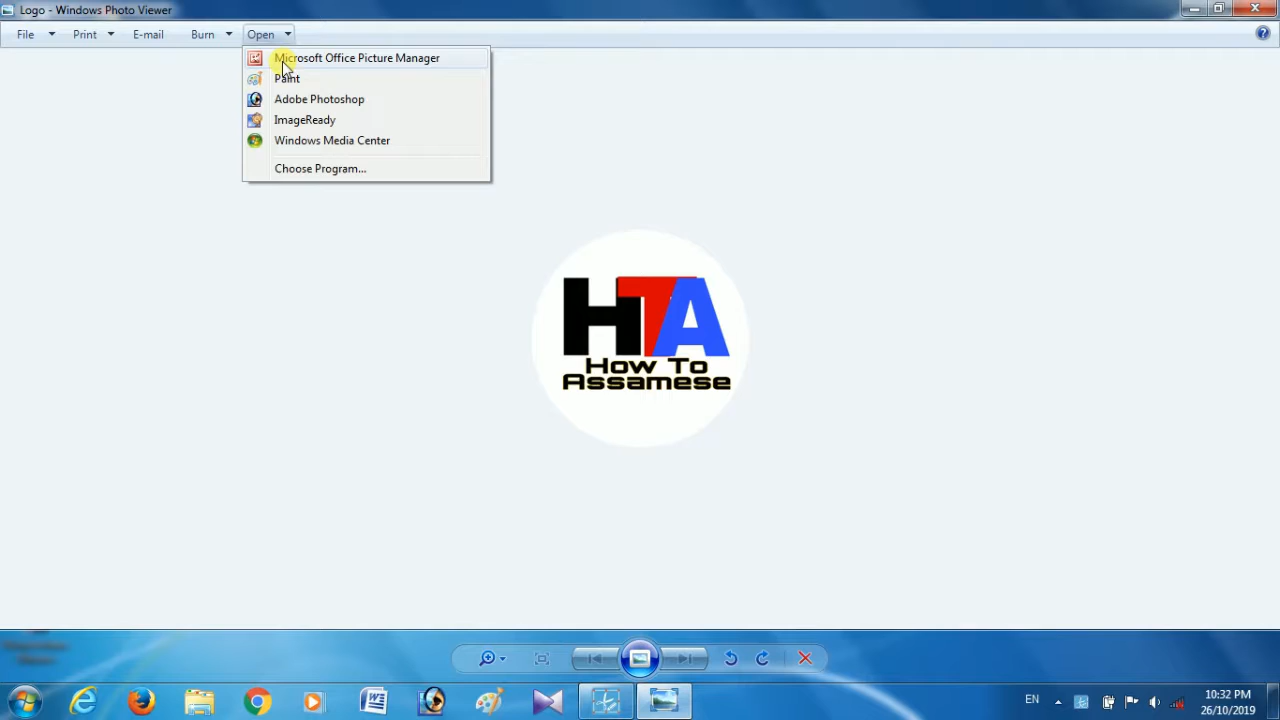 Logo - Windows Photo Viewer
File Print E-mail Burn Open
Microsoft Office Picture Manager
Paint
Adobe Photoshop
ImageReady
Windows Media Center
Choose Program...
HTA
How To
Assamese
EN
10:32 PM
26/10/2019